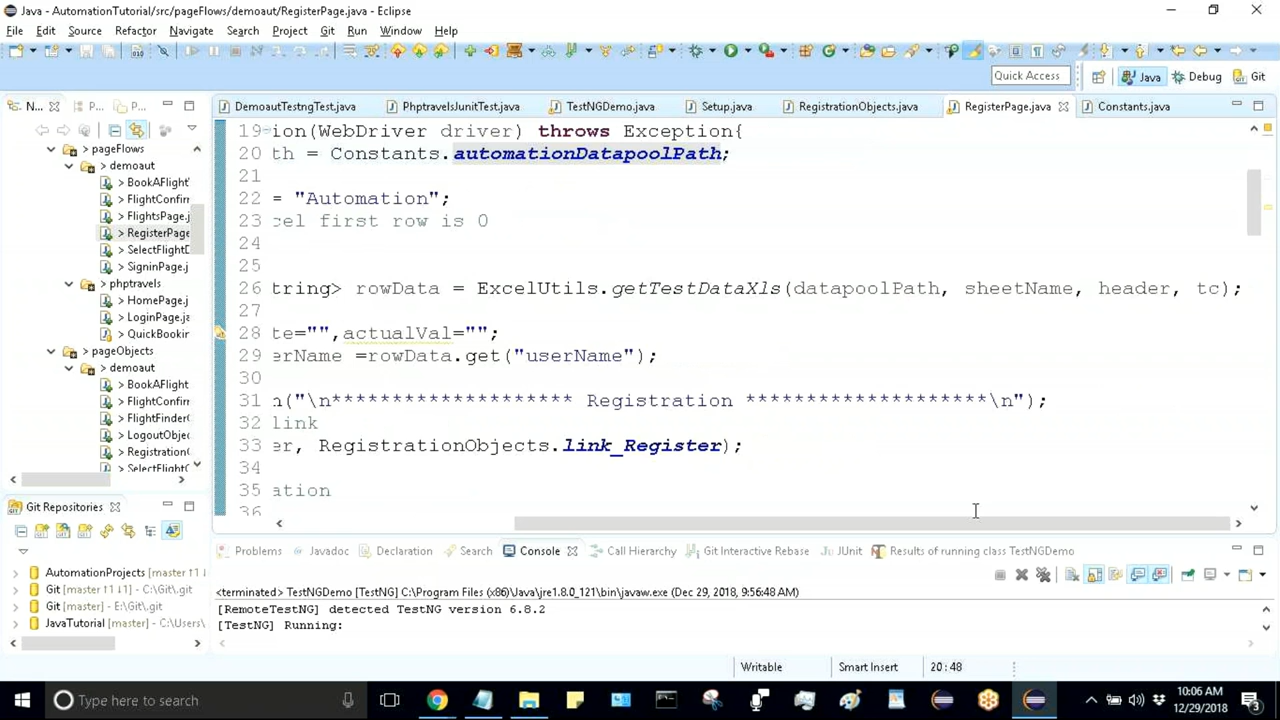 Java - AutomationTutorial/src/pageFlows/demoaut/RegisterPage.java - Eclipse
File Edit Source Refactor Navigate Search Project Git Run Window Help
Quick Access Java Debug Git
N... P... P...
DemoautTestngTest.java PhptravelsJunitTest.java TestNGDemo.java Setup.java RegistrationObjects.java RegisterPage.java Constants.java
> pageFlows
> demoaut
> BookAFlight
> FlightConfirr
> FlightsPage.j
> RegisterPage
> SelectFlightD
> SigninPage.j
> phptravels
> HomePage.j
> LoginPage.ja
> QuickBookin
> pageObjects
> demoaut
> BookAFlight
> FlightConfirr
> FlightFinder
> LogoutObjec
> Registration
> SelectFlight
19 ion(WebDriver driver) throws Exception{
20 th = Constants.automationDatapoolPath;
21
22 = "Automation";
23 cel first row is 0
24
25
26 tring> rowData = ExcelUtils.getTestDataXls(datapoolPath, sheetName, header, tc);
27
28 te="",actualVal="";
29 erName =rowData.get("userName");
30
31 n("\n******************** Registration ********************\n");
32 link
33 er, RegistrationObjects.link_Register);
34
35 ation
36
Git Repositories
AutomationProjects [master ↑1 ↓1] -
Git [master ↑1 ↓1] - C:\Git\.git
Git [master] - E:\Git\.git
JavaTutorial [master] - C:\Users\
Problems Javadoc Declaration Search Console Call Hierarchy Git Interactive Rebase JUnit Results of running class TestNGDemo
<terminated> TestNGDemo [TestNG] C:\Program Files (x86)\Java\jre1.8.0_121\bin\javaw.exe (Dec 29, 2018, 9:56:48 AM)
[RemoteTestNG] detected TestNG version 6.8.2
[TestNG] Running:
Writable Smart Insert 20 : 48
Type here to search
10:06 AM
12/29/2018
3